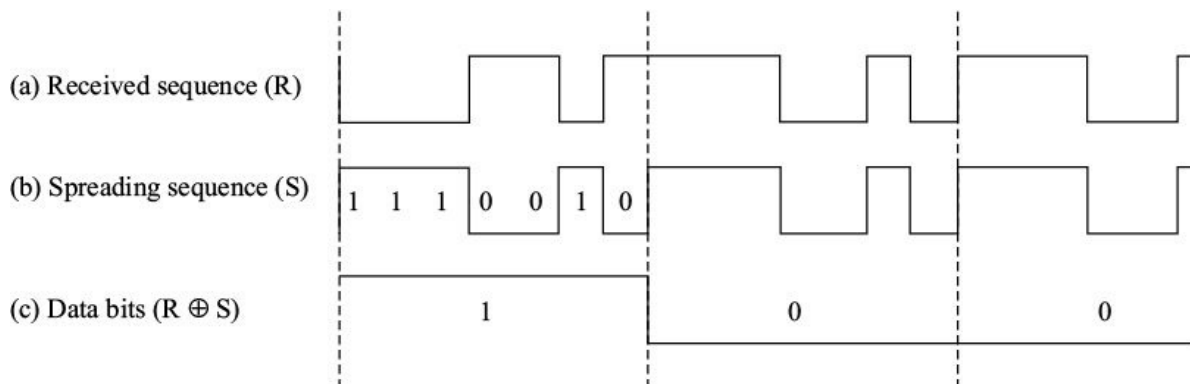 (a) Received sequence (R)
(b) Spreading sequence (S)
1 1 1 0 0 1 0
(c) Data bits (R ⊕ S)
1 0 0